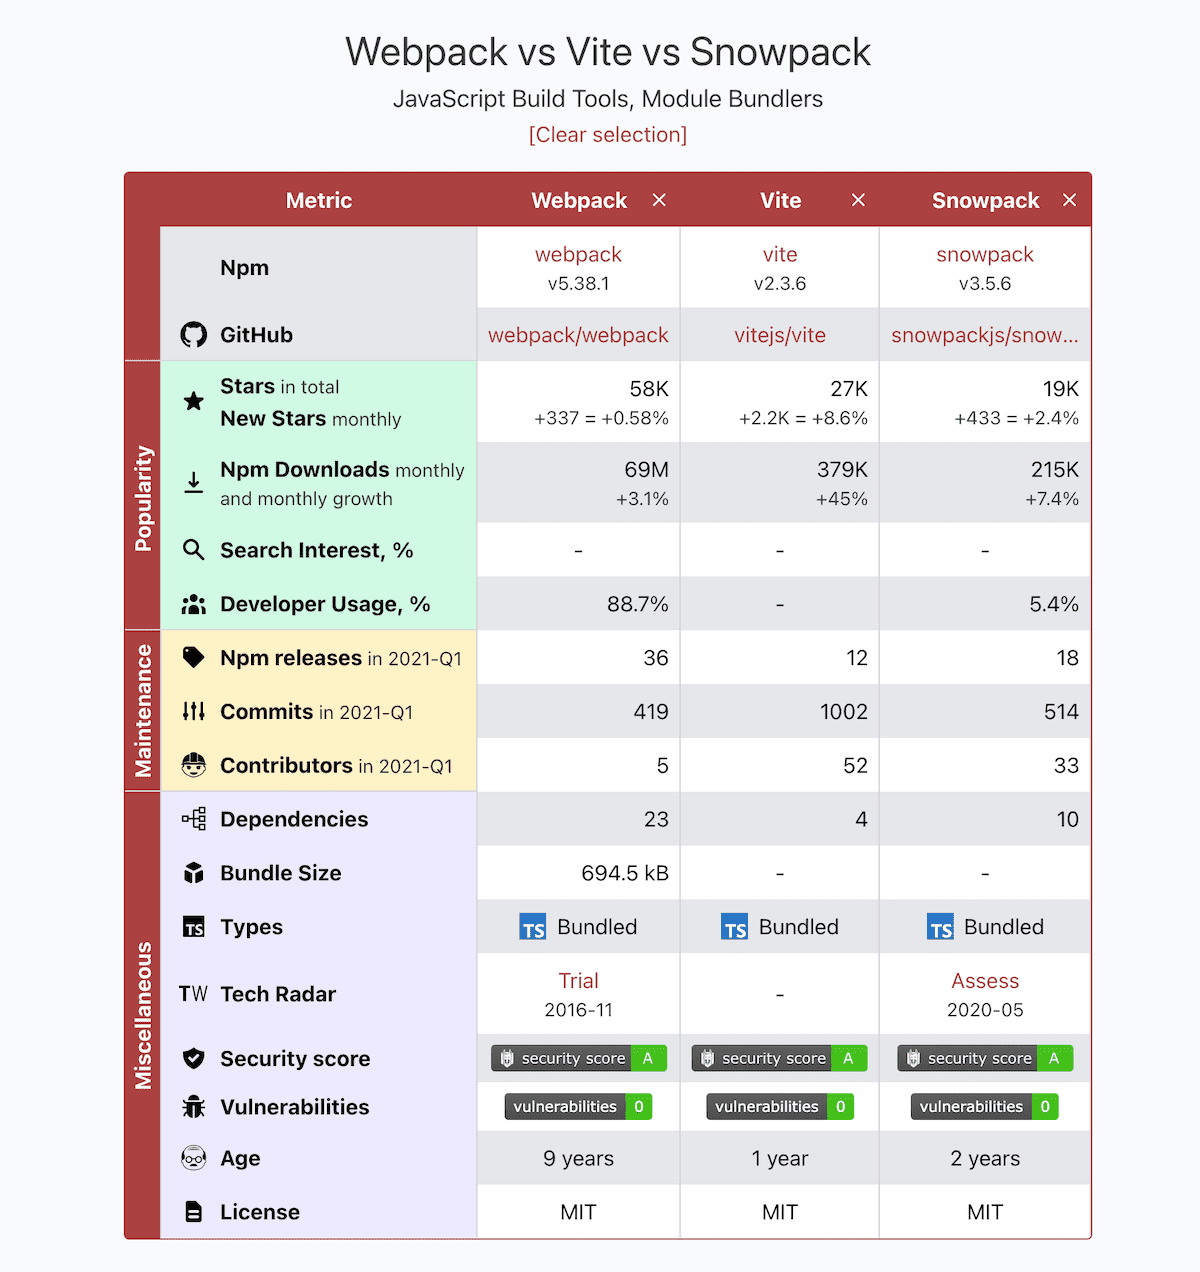 Webpack vs Vite vs Snowpack
JavaScript Build Tools, Module Bundlers
[Clear selection]
Metric Webpack × Vite × Snowpack ×
Npm webpack vite snowpack
v5.38.1 v2.3.6 v3.5.6
GitHub webpack/webpack vitejs/vite snowpackjs/snow...
Popularity
Stars in total 58K 27K 19K
New Stars monthly +337 = +0.58% +2.2K = +8.6% +433 = +2.4%
Npm Downloads monthly 69M 379K 215K
and monthly growth +3.1% +45% +7.4%
Search Interest, % - - -
Developer Usage, % 88.7% - 5.4%
Maintenance
Npm releases in 2021-Q1 36 12 18
Commits in 2021-Q1 419 1002 514
Contributors in 2021-Q1 5 52 33
Miscellaneous
Dependencies 23 4 10
Bundle Size 694.5 kB - -
TS Types TS Bundled TS Bundled TS Bundled
TW Tech Radar Trial - Assess
2016-11 2020-05
Security score security score A security score A security score A
Vulnerabilities vulnerabilities 0 vulnerabilities 0 vulnerabilities 0
Age 9 years 1 year 2 years
License MIT MIT MIT